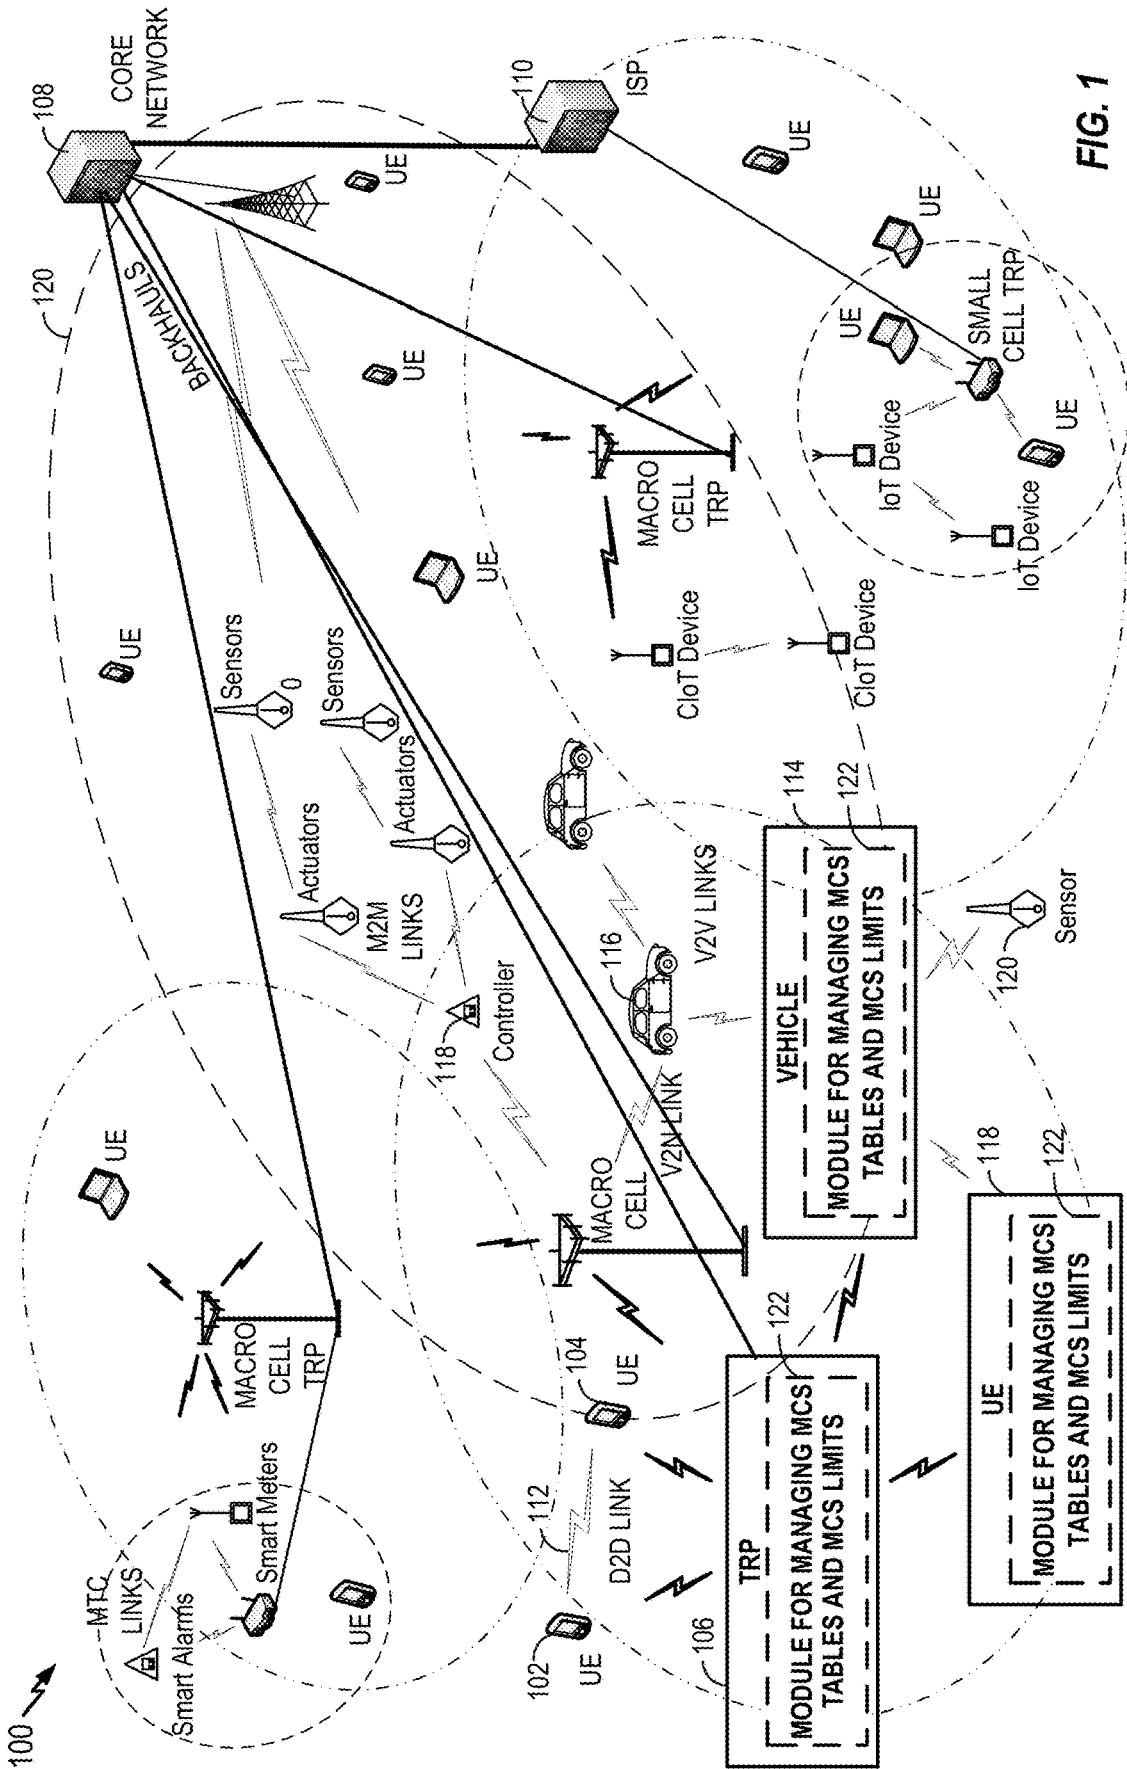 100
MTC
LINKS
Smart Alarms
Smart Meters
UE
MACRO
CELL
TRP
UE
UE
120
108
CORE
NETWORK
BACKHAULS
UE
UE
UE
Sensors
0
Sensors
Actuators
Actuators
M2M
LINKS
118
Controller
102
UE
112
D2D LINK
104
UE
MACRO
CELL
V2N LINK
116
V2V LINKS
MACRO
CELL
TRP
CIoT Device
CIoT Device
110
ISP
UE
UE
UE
SMALL
CELL TRP
IoT Device
IoT Device
UE
106
TRP
MODULE FOR MANAGING MCS
TABLES AND MCS LIMITS
122
VEHICLE
MODULE FOR MANAGING MCS
TABLES AND MCS LIMITS
114
122
120
Sensor
UE
MODULE FOR MANAGING MCS
TABLES AND MCS LIMITS
118
122
FIG. 1